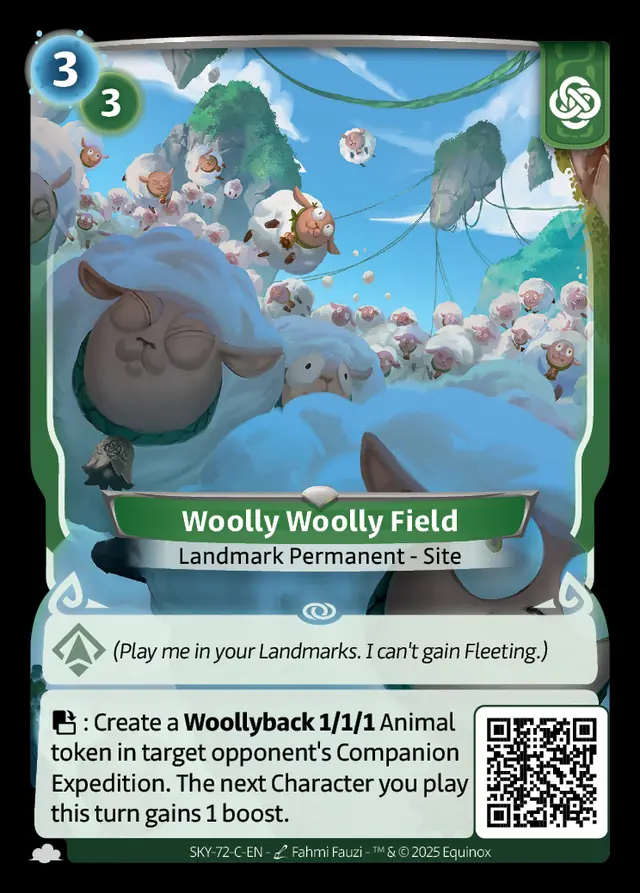 3
3
Woolly Woolly Field
Landmark Permanent - Site
(Play me in your Landmarks. I can't gain Fleeting.)
: Create a Woollyback 1/1/1 Animal
token in target opponent's Companion
Expedition. The next Character you play
this turn gains 1 boost.
SKY-72-C-EN - Fahmi Fauzi - ™ & © 2025 Equinox